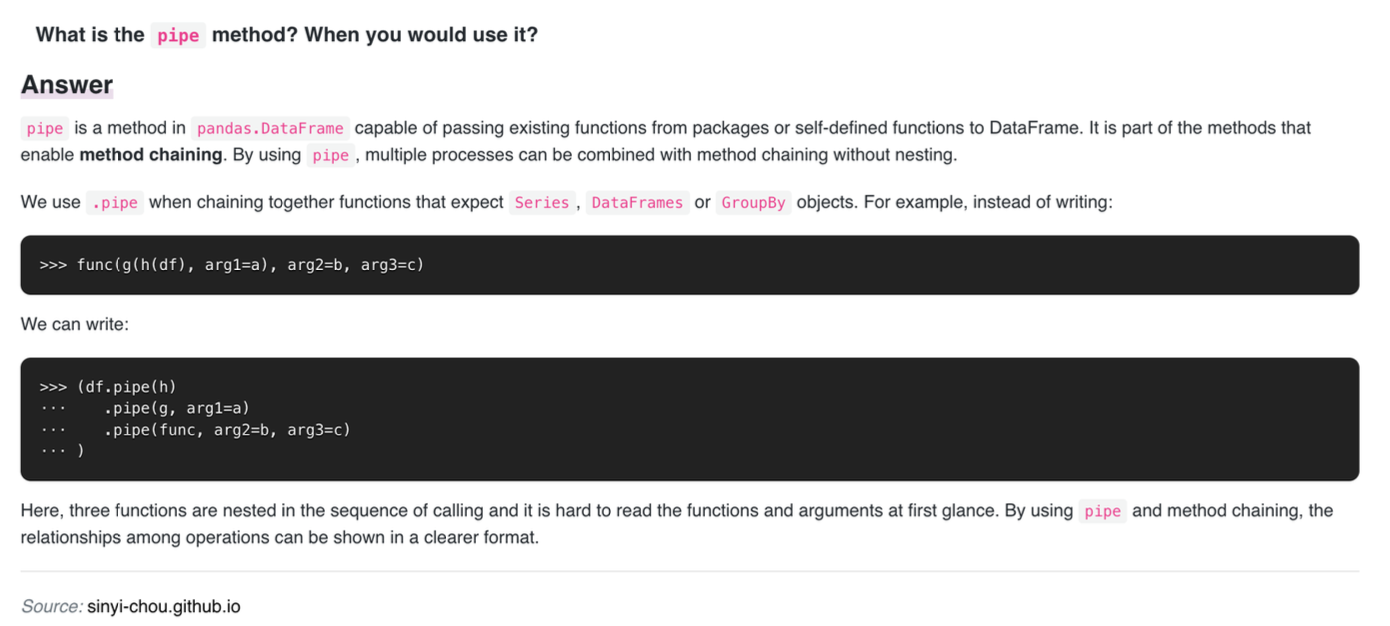 What is the pipe method? When you would use it?
Answer
pipe is a method in pandas.DataFrame capable of passing existing functions from packages or self-defined functions to DataFrame. It is part of the methods that
enable method chaining. By using pipe, multiple processes can be combined with method chaining without nesting.
We use .pipe when chaining together functions that expect Series, DataFrames or GroupBy objects. For example, instead of writing:
>>> func(g(h(df), arg1=a), arg2=b, arg3=c)
We can write:
>>> (df.pipe(h)
...    .pipe(g, arg1=a)
...    .pipe(func, arg2=b, arg3=c)
... )
Here, three functions are nested in the sequence of calling and it is hard to read the functions and arguments at first glance. By using pipe and method chaining, the
relationships among operations can be shown in a clearer format.
Source: sinyi-chou.github.io